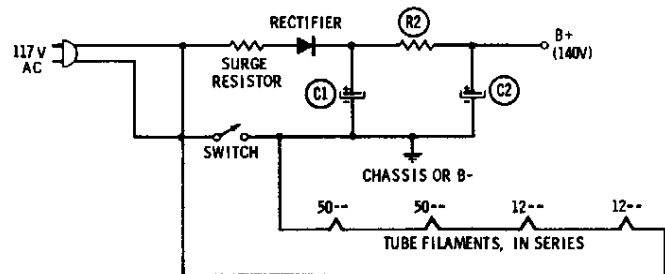 RECTIFIER
R2
B+
(140V)
117 V
AC
SURGE
RESISTOR
C1
C2
SWITCH
CHASSIS OR B-
50-- 50-- 12-- 12--
TUBE FILAMENTS, IN SERIES